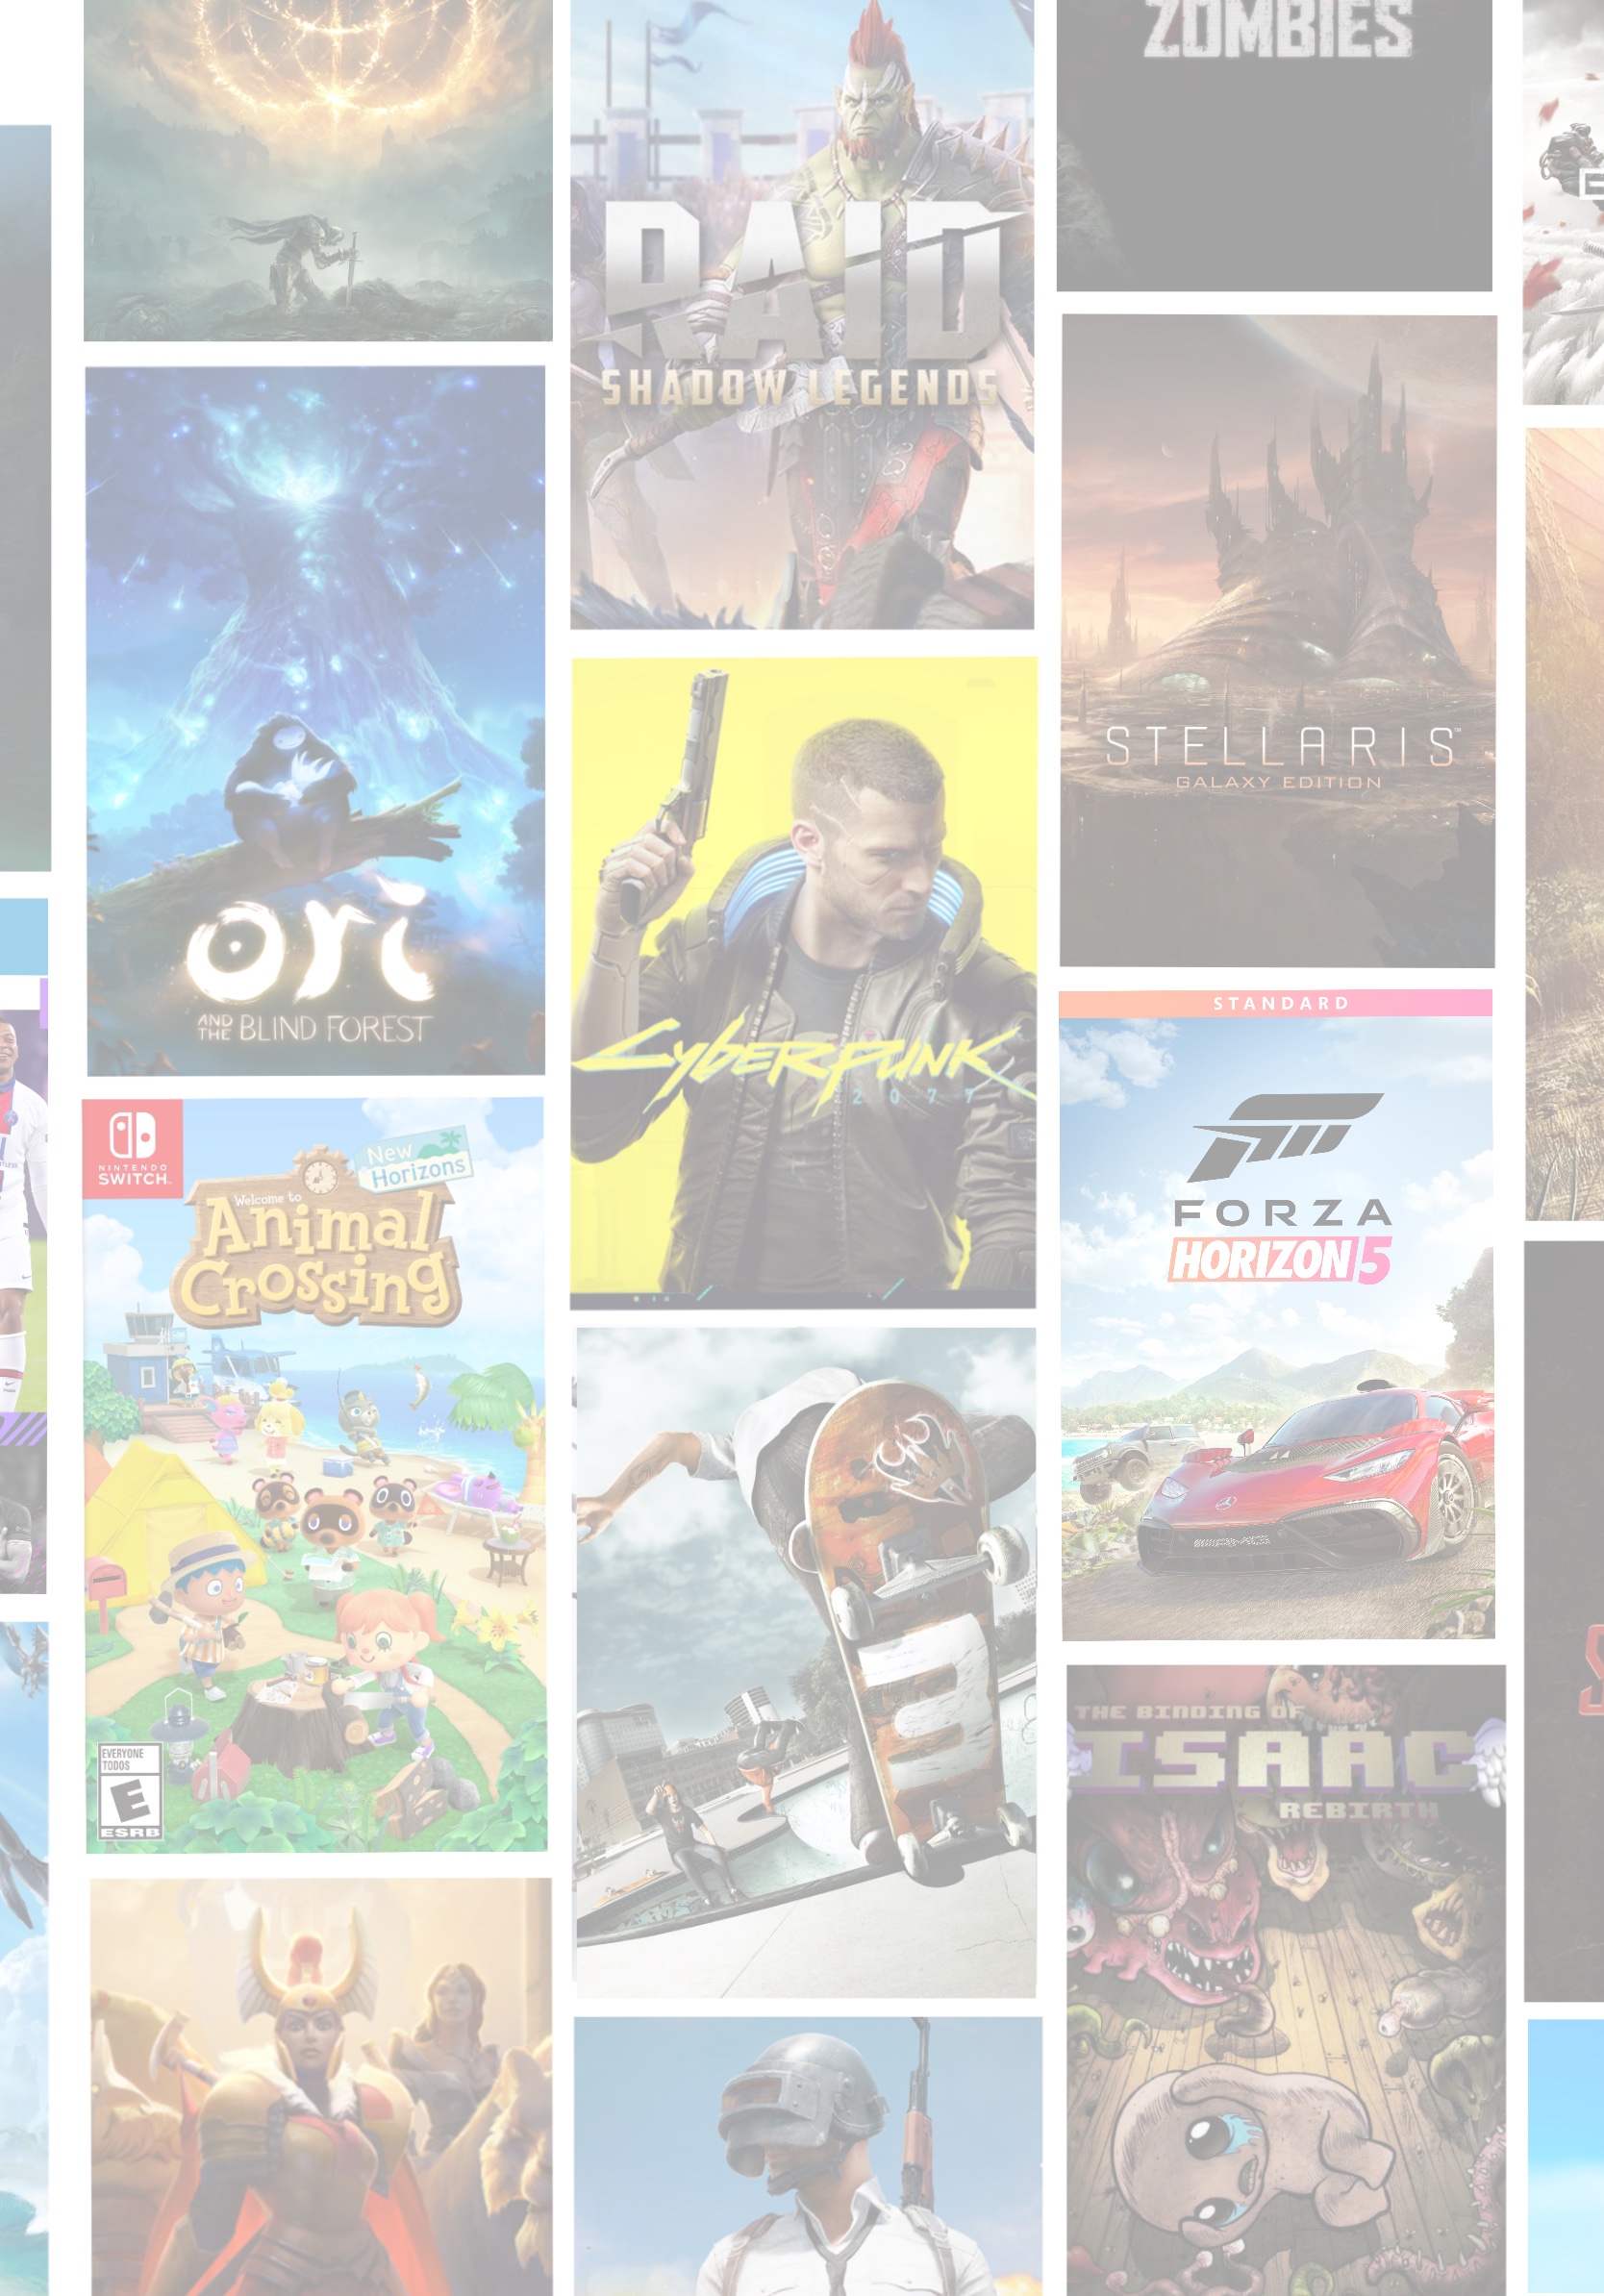 ZOMBIES
RAID
SHADOW LEGENDS
STELLARIS™
GALAXY EDITION
ori
AND THE BLIND FOREST
CYBERPUNK
2077
STANDARD
FORZA
HORIZON 5
NINTENDO
SWITCH
New
Horizons
Welcome to
Animal
Crossing
EVERYONE
TODOS
E
ESRB
THE BINDING OF
ISAAC
REBIRTH